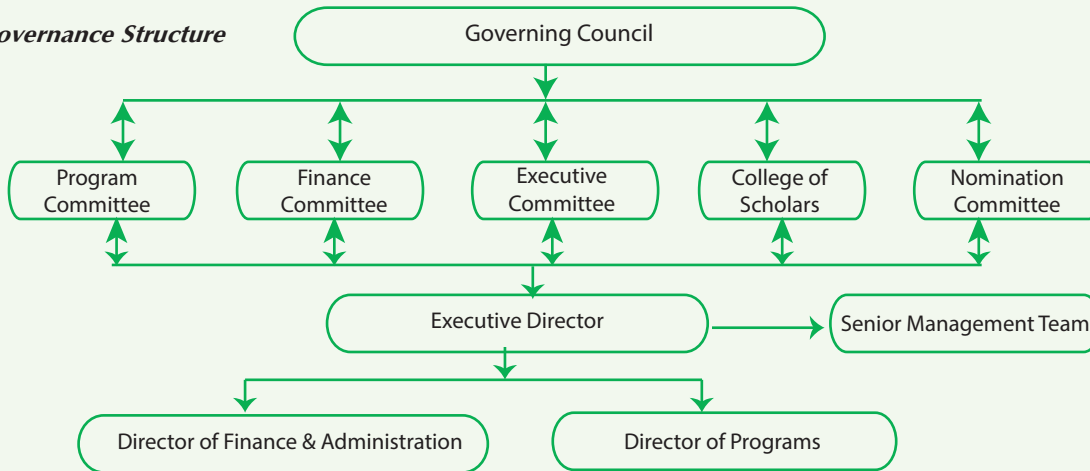 overnance Structure
Governing Council
Program
Committee
Finance
Committee
Executive
Committee
College of
Scholars
Nomination
Committee
Executive Director
Senior Management Team
Director of Finance & Administration
Director of Programs